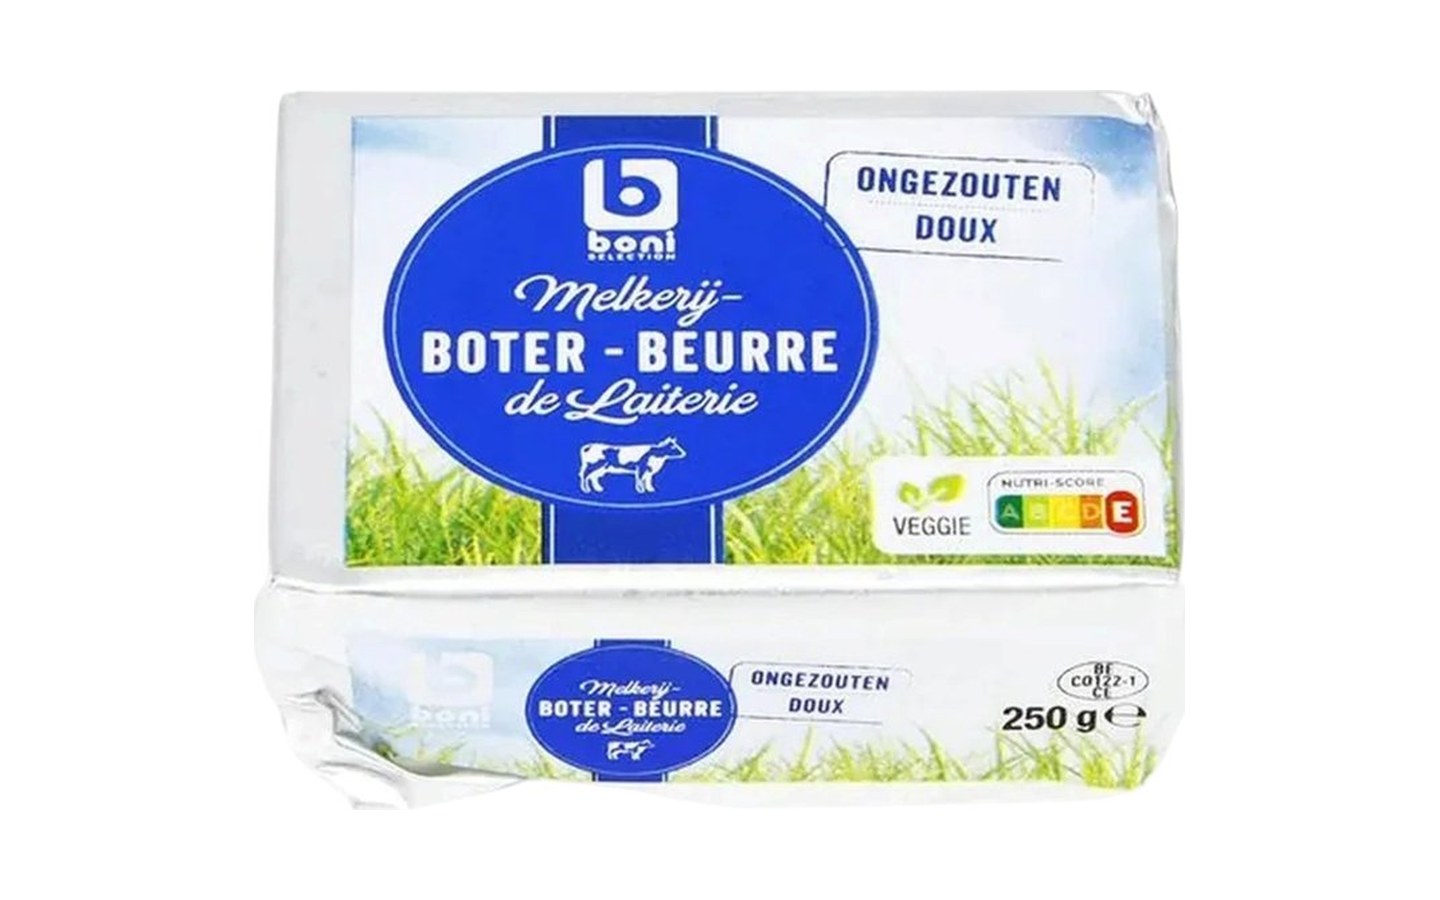 boni
SELECTION
Melkerij-
BOTER - BEURRE
de Laiterie
ONGEZOUTEN
DOUX
VEGGIE
NUTRI-SCORE
A B C D E
boni
Melkerij-
BOTER - BEURRE
de Laiterie
ONGEZOUTEN
DOUX
BE
C0122-1
CE
250 g ℮